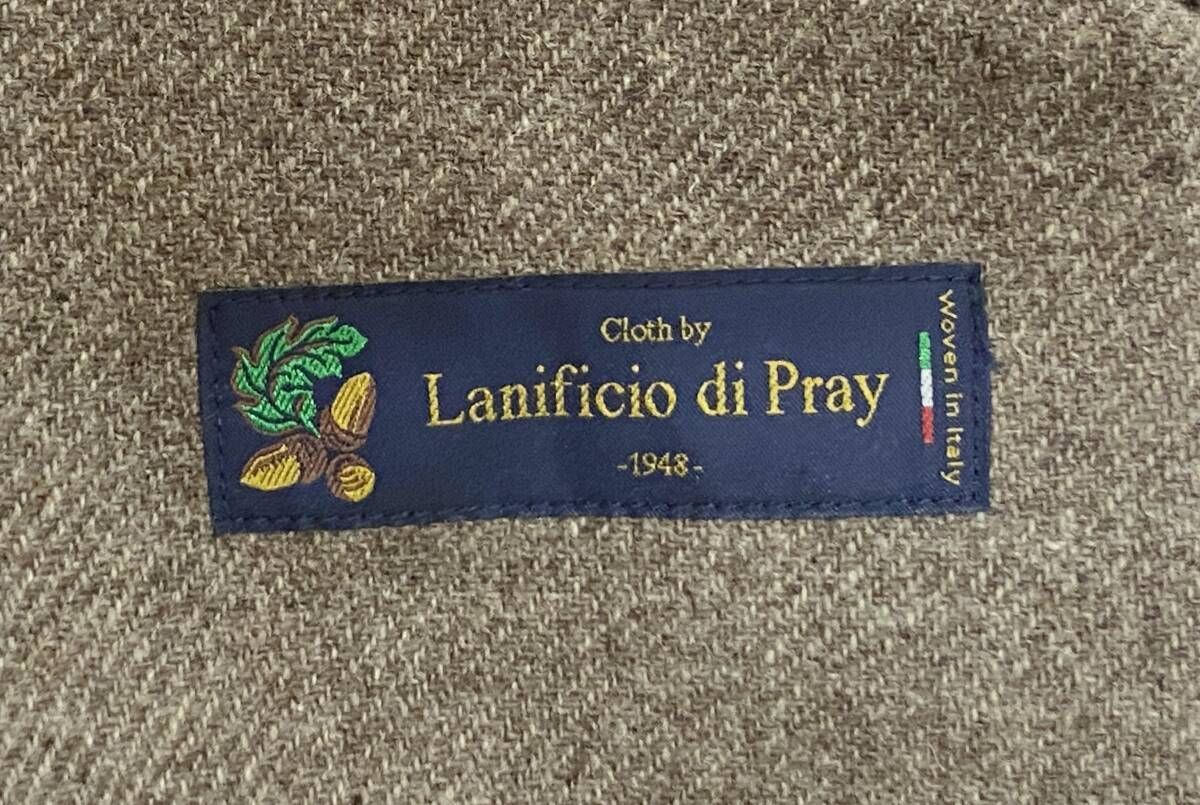 Cloth by
Lanificio di Pray
-1948-
Woven in Italy